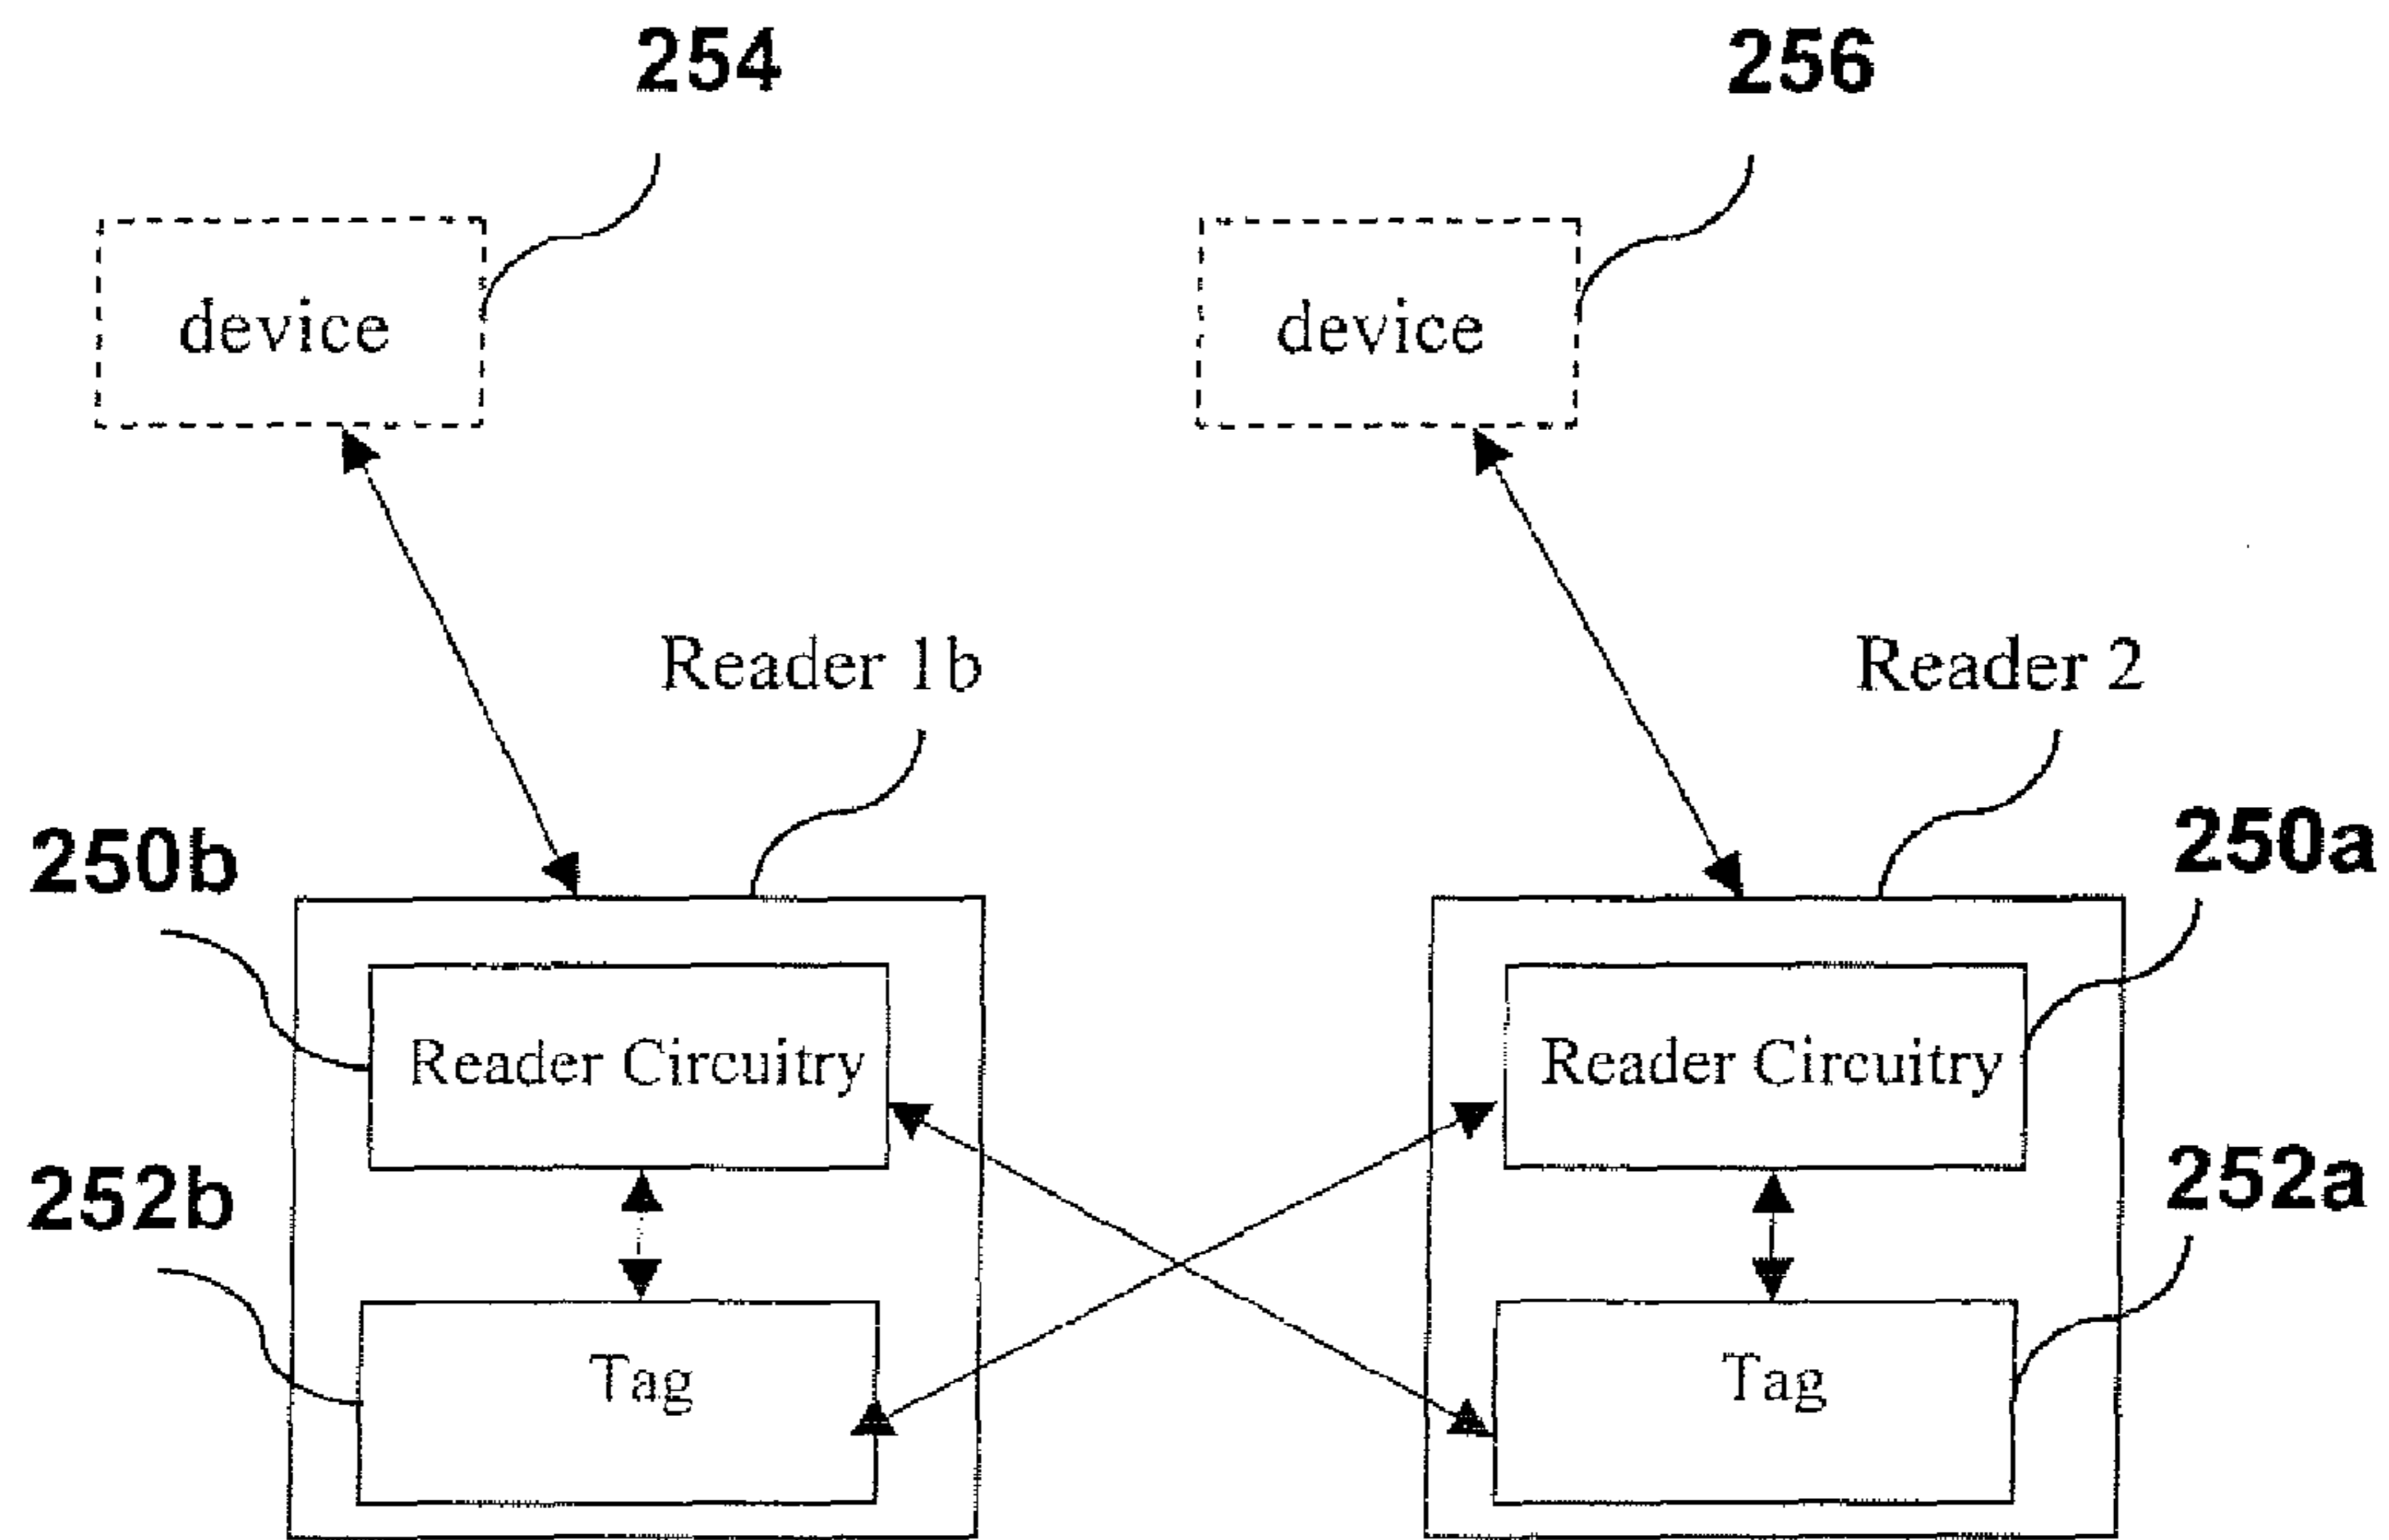 254
256
device
device
Reader 1b
Reader 2
250b
250a
Reader Circuitry
Reader Circuitry
252b
252a
Tag
Tag